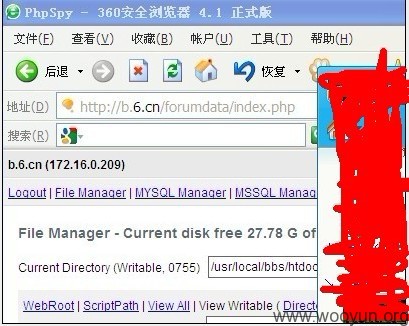 PhpSpy - 360安全浏览器 4.1 正式版
文件(F) 查看(V) 收藏(B) 帐户(U) 工具(T) 帮助(H)
后退 恢复
地址(D) http://b.6.cn/forumdata/index.php
搜索(R)
b.6.cn (172.16.0.209)
Logout | File Manager | MYSQL Manager | MSSQL Manag
File Manager - Current disk free 27.78 G of
Current Directory (Writable, 0755) /usr/local/bbs/htdoc
WebRoot | ScriptPath | View All | View Writable ( Direct
www.wooyun.org